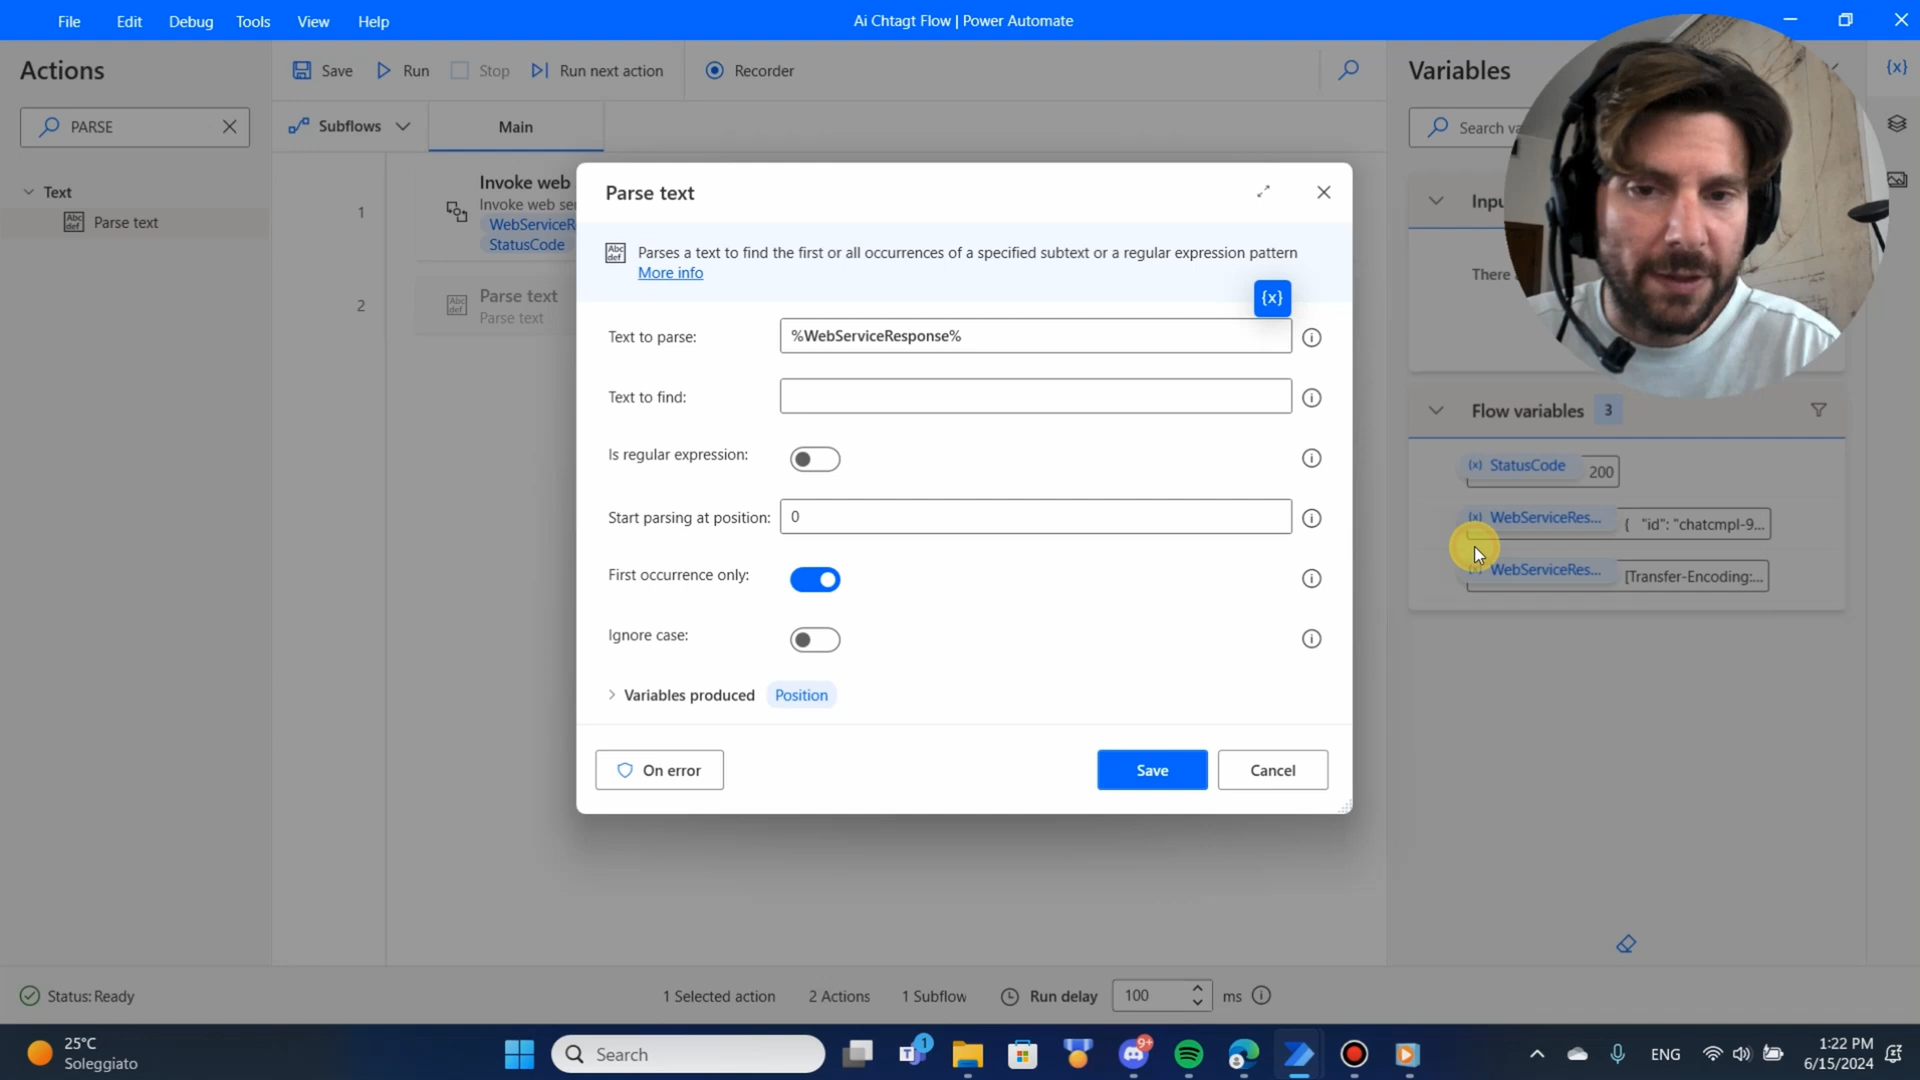 File Edit Debug Tools View Help
Ai Chtagt Flow | Power Automate
Actions
Save Run Stop Run next action Recorder
Variables
{x}
PARSE
Subflows Main
Search va
Text
Parse text
1
Invoke web
Invoke web se
WebServiceR
StatusCode
2
Parse text
Parse text
Parse text
Parses a text to find the first or all occurrences of a specified subtext or a regular expression pattern
More info
{x}
Text to parse: %WebServiceResponse%
Text to find:
Is regular expression:
Start parsing at position: 0
First occurrence only:
Ignore case:
Variables produced Position
On error Save Cancel
Inpu
There
Flow variables 3
(x) StatusCode 200
(x) WebServiceRes... { "id": "chatcmpl-9...
WebServiceRes... [Transfer-Encoding:...
Status: Ready 1 Selected action 2 Actions 1 Subflow Run delay 100 ms
25°C
Soleggiato
Search
1
9+
ENG
1:22 PM
6/15/2024